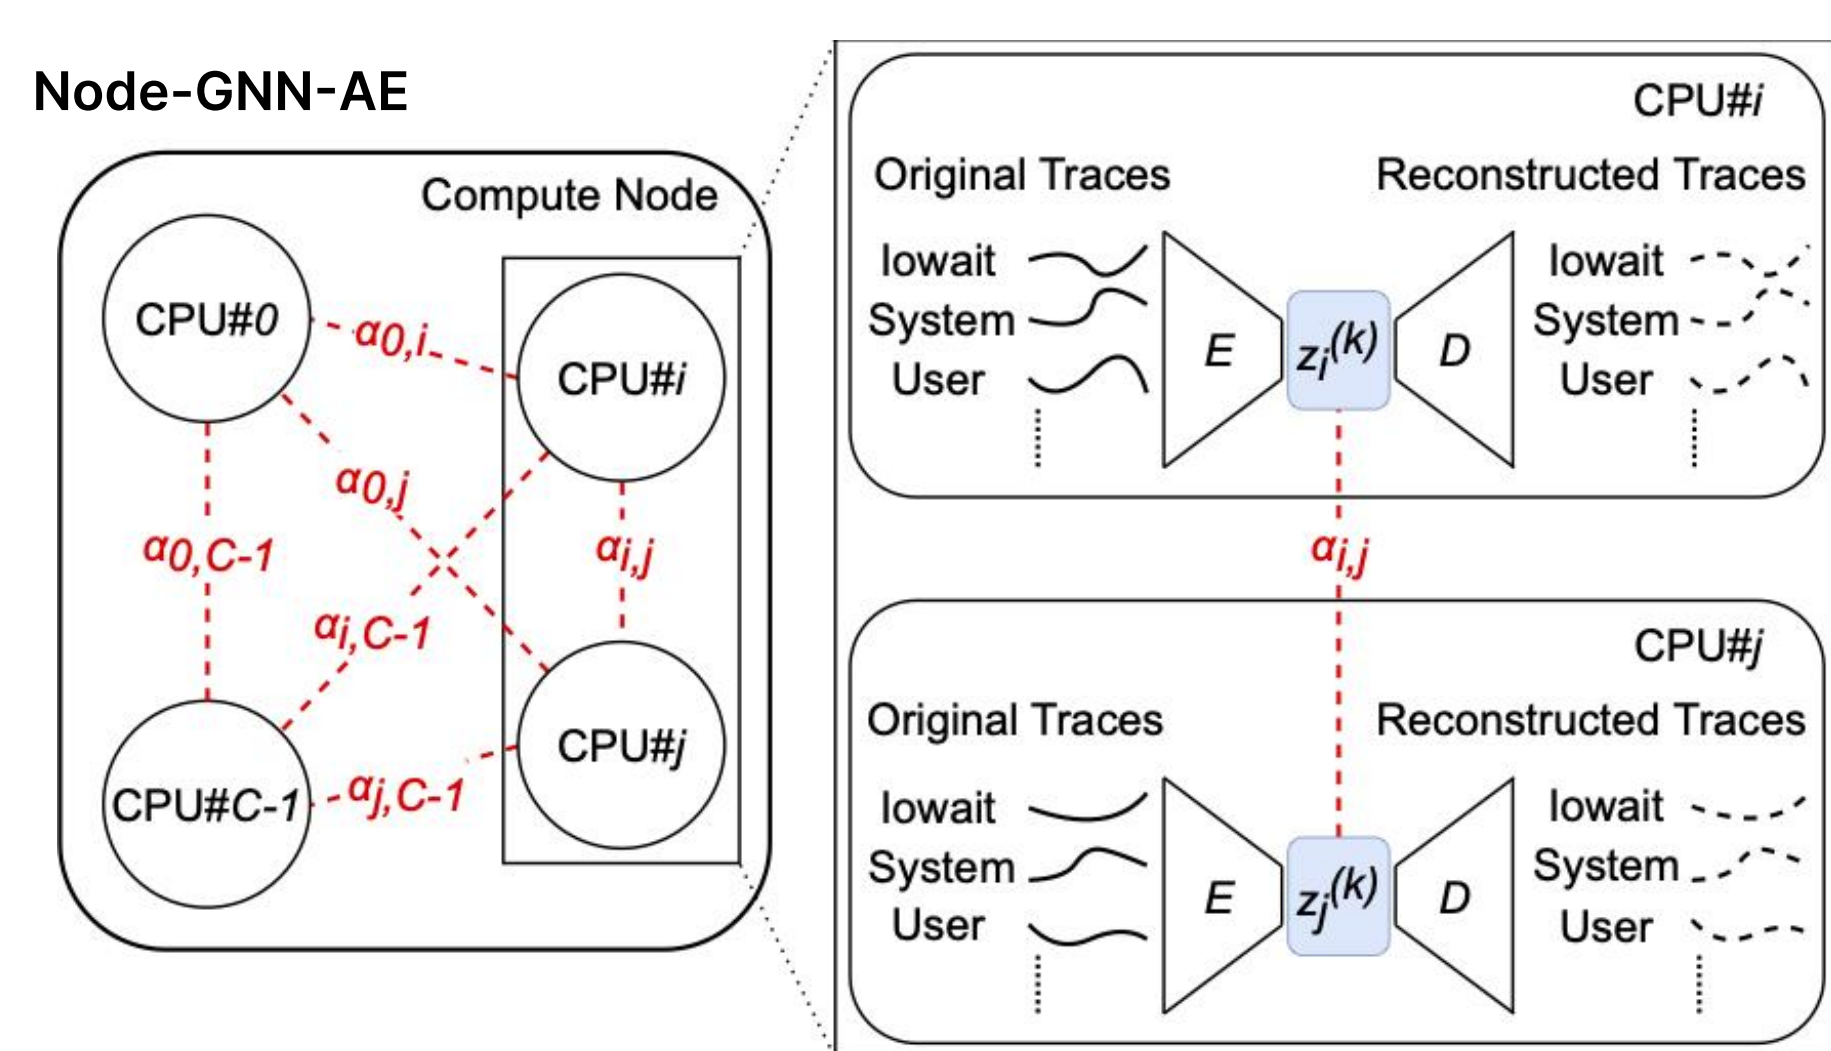 Node-GNN-AE
Compute Node
CPU#0
α0,i
CPU#i
α0,j
α0,C-1
αi,j
αi,C-1
CPU#C-1
αj,C-1
CPU#j
CPU#i
Original Traces
Reconstructed Traces
Iowait
Iowait
System
System
User
User
E
zi(k)
D
αi,j
CPU#j
Original Traces
Reconstructed Traces
Iowait
Iowait
System
System
User
User
E
zj(k)
D